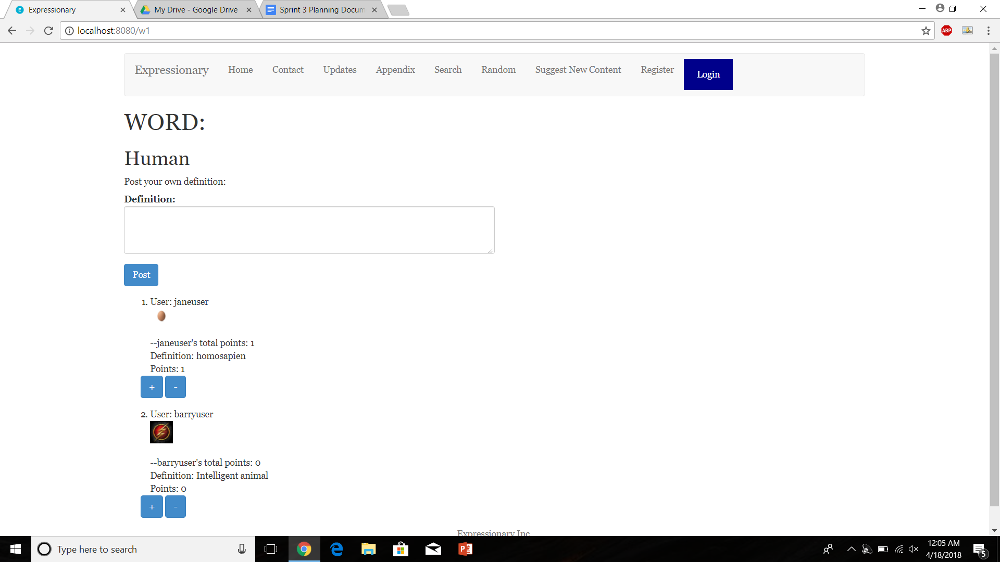 Expressionary
My Drive - Google Drive
Sprint 3 Planning Docum
localhost:8080/w1
ABP
Expressionary Home Contact Updates Appendix Search Random Suggest New Content Register Login
WORD:
Human
Post your own definition:
Definition:
Post
1. User: janeuser
--janeuser's total points: 1
Definition: homosapien
Points: 1
+ -
2. User: barryuser
--barryuser's total points: 0
Definition: Intelligent animal
Points: 0
+ -
Expressionary Inc
Type here to search
12:05 AM
4/18/2018
5